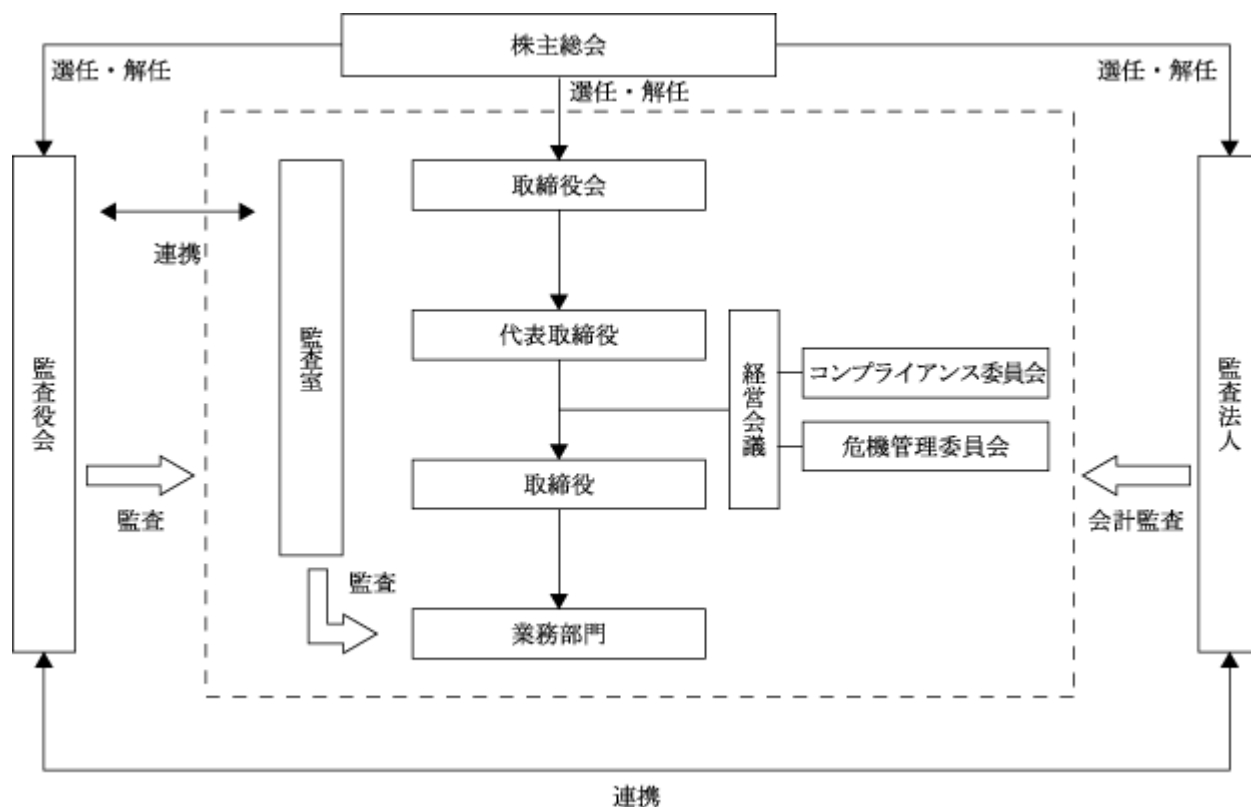 株主総会
選任・解任
選任・解任
選任・解任
取締役会
連携
監査室
代表取締役
経営会議
コンプライアンス委員会
危機管理委員会
監査役会
監査法人
取締役
監査
会計監査
監査
業務部門
連携